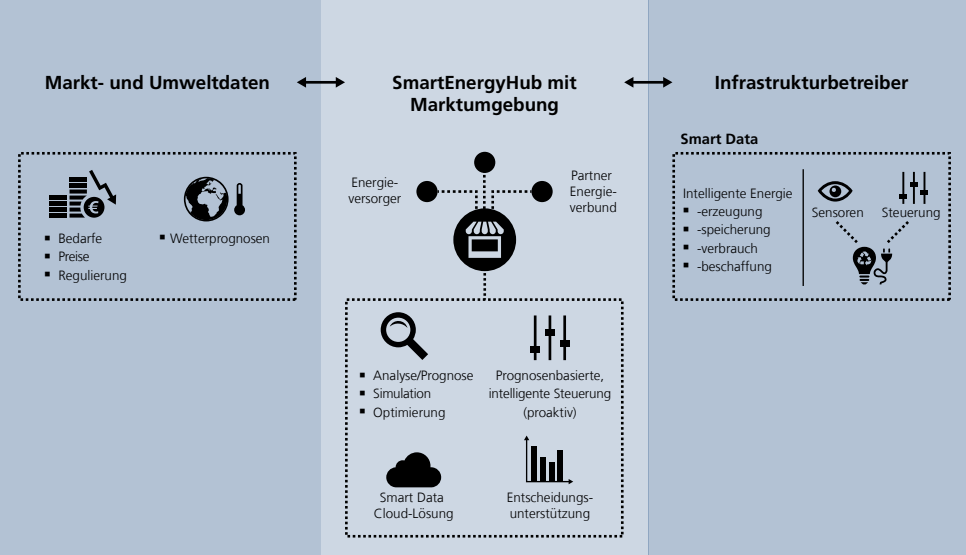 Markt- und Umweltdaten
Bedarfe
Preise
Regulierung
Wetterprognosen
SmartEnergyHub mit
Marktumgebung
Energie-
versorger
Partner
Energie-
verbund
Analyse/Prognose
Simulation
Optimierung
Prognosenbasierte,
intelligente Steuerung
(proaktiv)
Smart Data
Cloud-Lösung
Entscheidungs-
unterstützung
Infrastrukturbetreiber
Smart Data
Intelligente Energie
-erzeugung
-speicherung
-verbrauch
-beschaffung
Sensoren
Steuerung